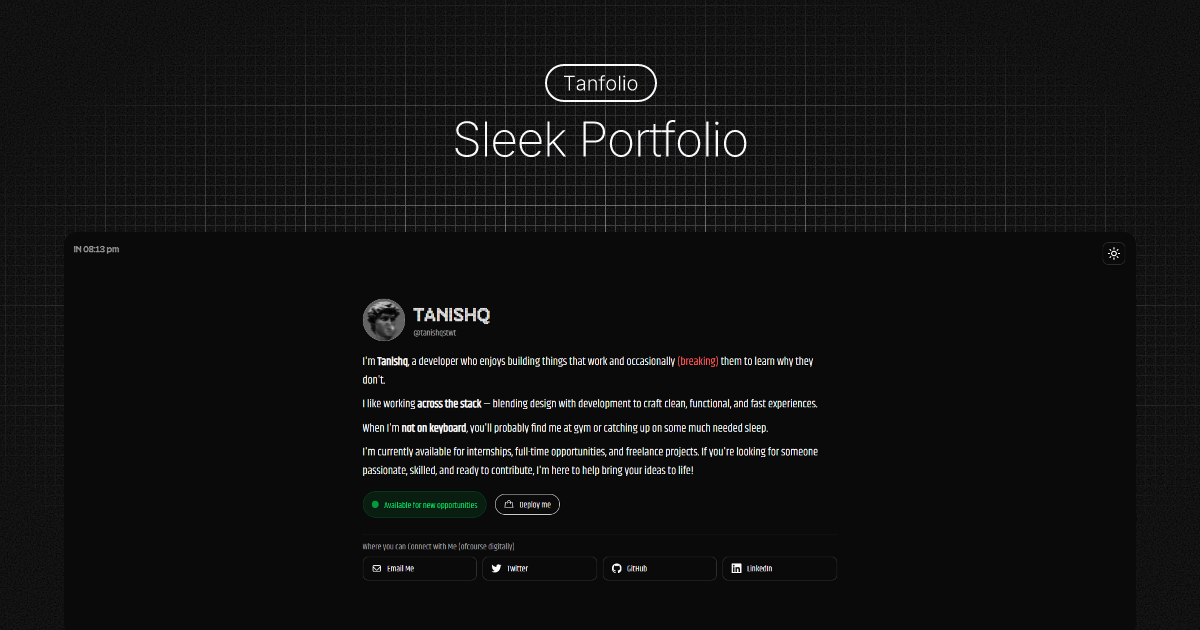 Tanfolio
Sleek Portfolio
IN 08:13 pm
TANISHQ
@tanishqstwt
I'm Tanishq, a developer who enjoys building things that work and occasionally (breaking) them to learn why they
don't.
I like working across the stack — blending design with development to craft clean, functional, and fast experiences.
When I'm not on keyboard, you'll probably find me at gym or catching up on some much needed sleep.
I'm currently available for internships, full-time opportunities, and freelance projects. If you're looking for someone
passionate, skilled, and ready to contribute, I'm here to help bring your ideas to life!
Available for new opportunities
Deploy me
Where you can Connect with Me (ofcourse digitally)
Email Me
Twitter
GitHub
LinkedIn